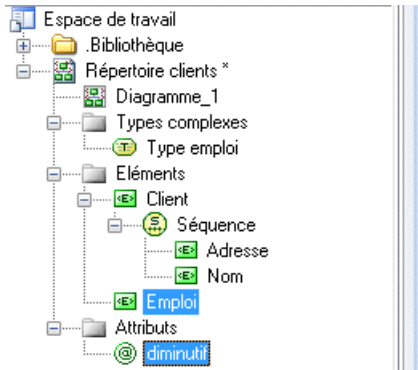 Espace de travail
.Bibliothèque
Répertoire clients *
Diagramme_1
Types complexes
Type emploi
Eléments
Client
Séquence
Adresse
Nom
Emploi
Attributs
diminutif